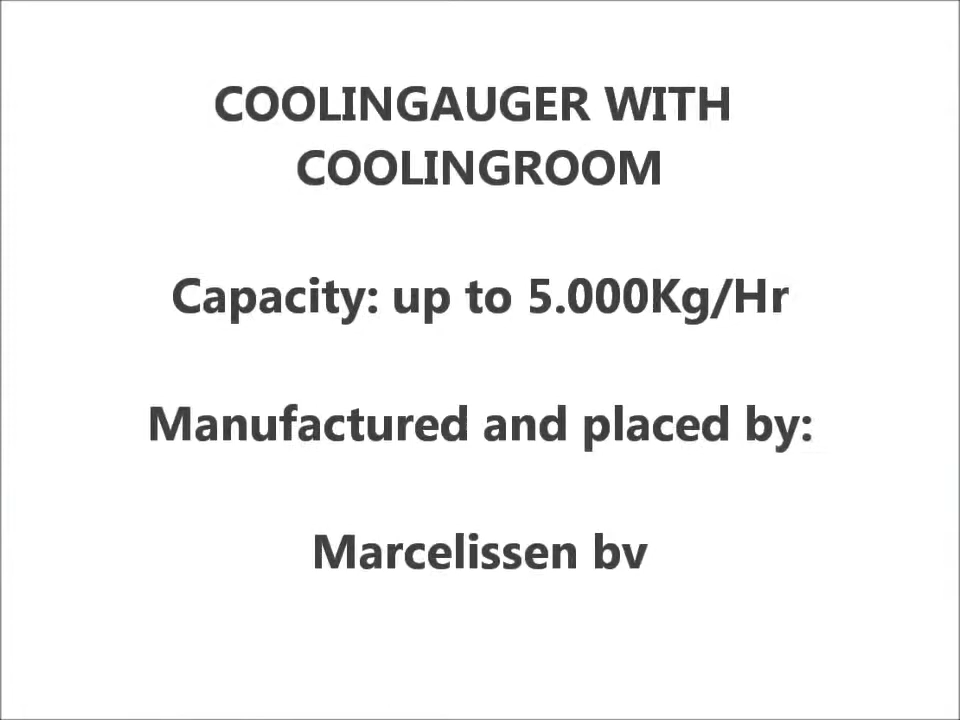 COOLINGAUGER WITH
COOLINGROOM
Capacity: up to 5.000Kg/Hr
Manufactured and placed by:
Marcelissen bv